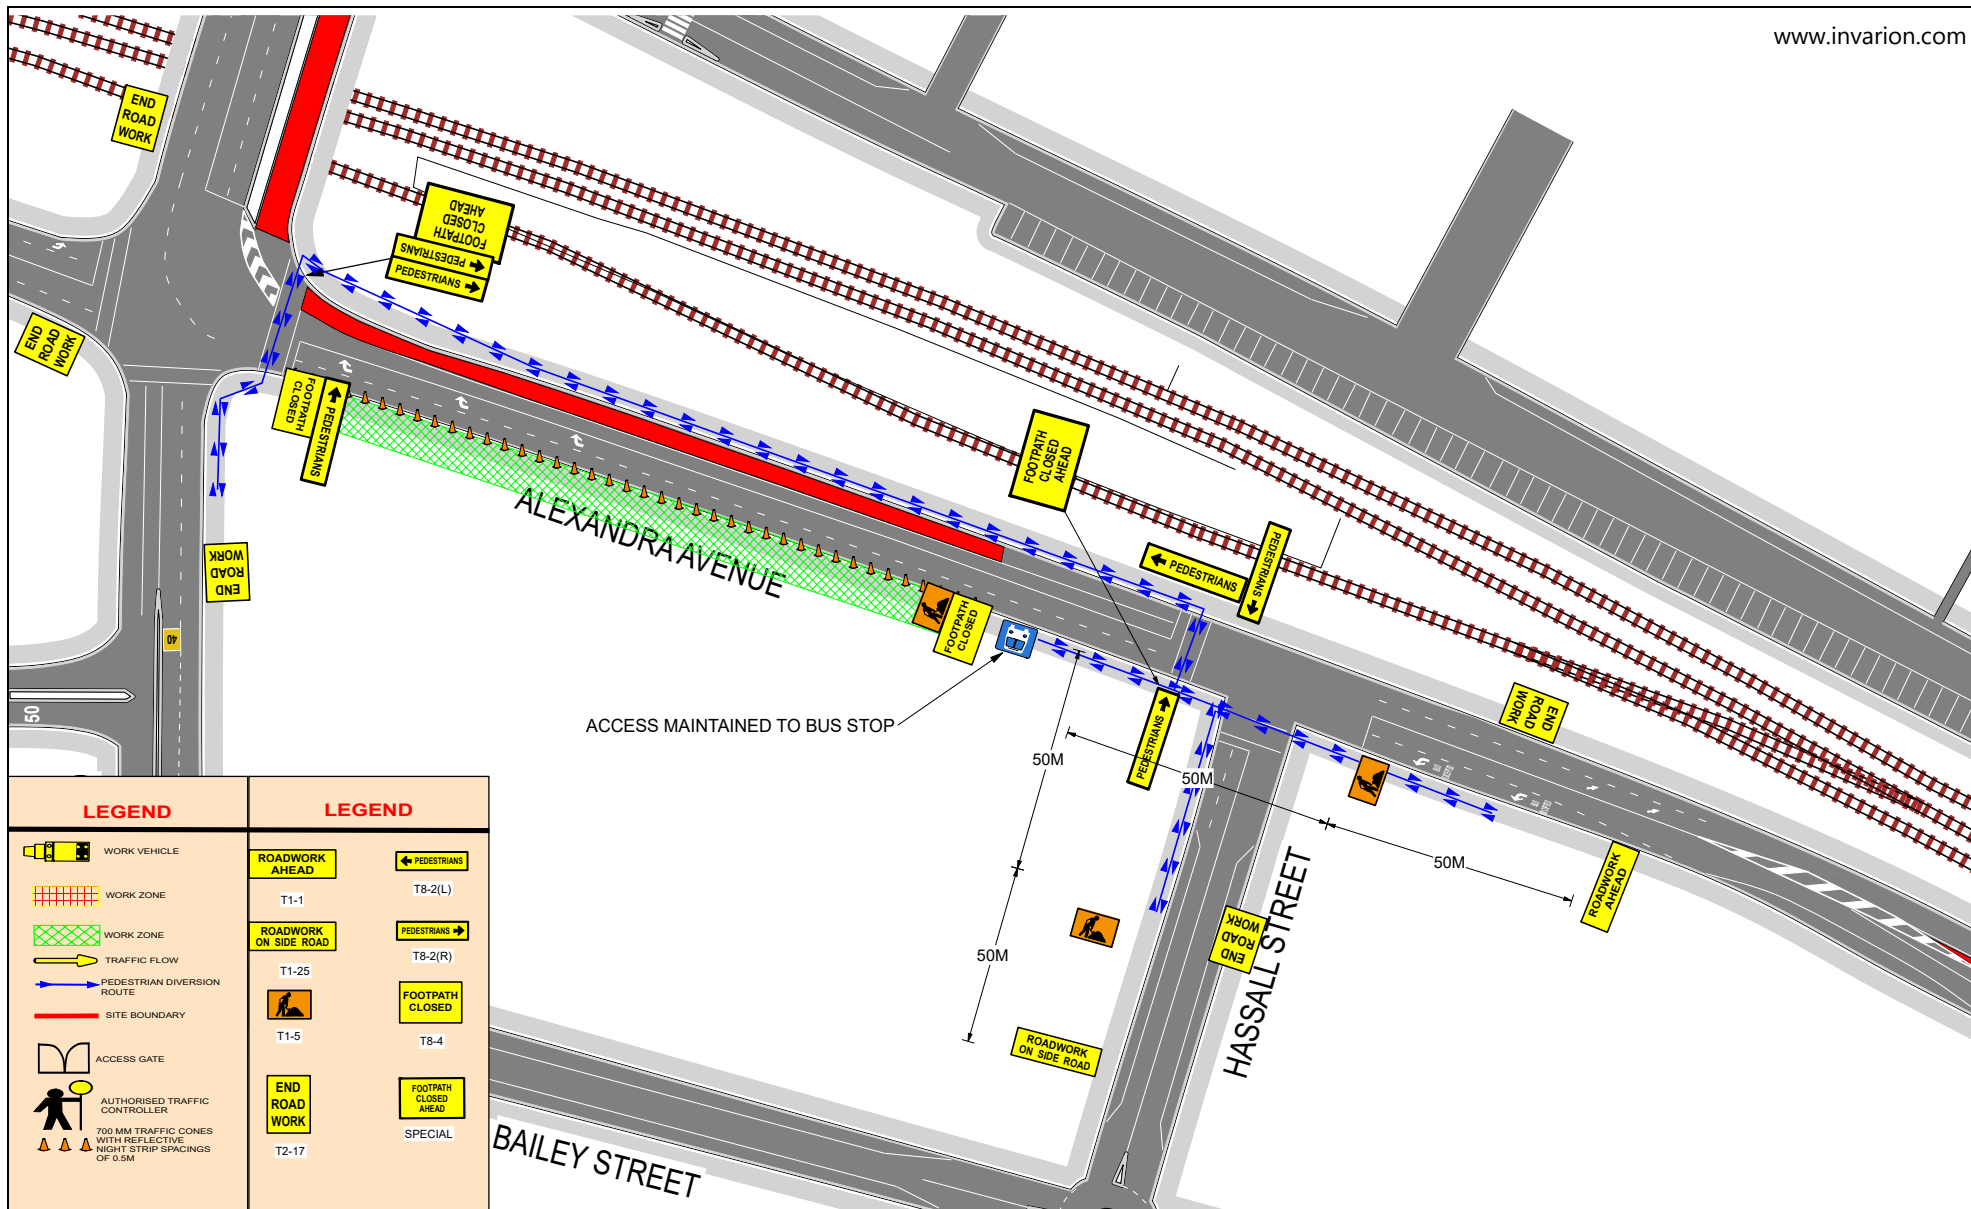 www.invarion.com
END
ROAD
WORK
FOOTPATH
CLOSED
AHEAD
PEDESTRIANS
PEDESTRIANS
END
ROAD
WORK
FOOTPATH
CLOSED
PEDESTRIANS
FOOTPATH
CLOSED
AHEAD
ALEXANDRA AVENUE
PEDESTRIANS
PEDESTRIANS
END
ROAD
WORK
FOOTPATH
CLOSED
40
50
ACCESS MAINTAINED TO BUS STOP
PEDESTRIANS
END
ROAD
WORK
50M
50M
50M
50M
ROADWORK
AHEAD
END
ROAD
WORK
HASSALL STREET
ROADWORK
ON SIDE ROAD
BAILEY STREET
LEGEND
WORK VEHICLE
WORK ZONE
WORK ZONE
TRAFFIC FLOW
PEDESTRIAN DIVERSION
ROUTE
SITE BOUNDARY
ACCESS GATE
AUTHORISED TRAFFIC
CONTROLLER
700 MM TRAFFIC CONES
WITH REFLECTIVE
NIGHT STRIP SPACINGS
OF 0.5M
LEGEND
ROADWORK
AHEAD
T1-1
PEDESTRIANS
T8-2(L)
ROADWORK
ON SIDE ROAD
T1-25
PEDESTRIANS
T8-2(R)
T1-5
FOOTPATH
CLOSED
T8-4
END
ROAD
WORK
T2-17
FOOTPATH
CLOSED
AHEAD
SPECIAL